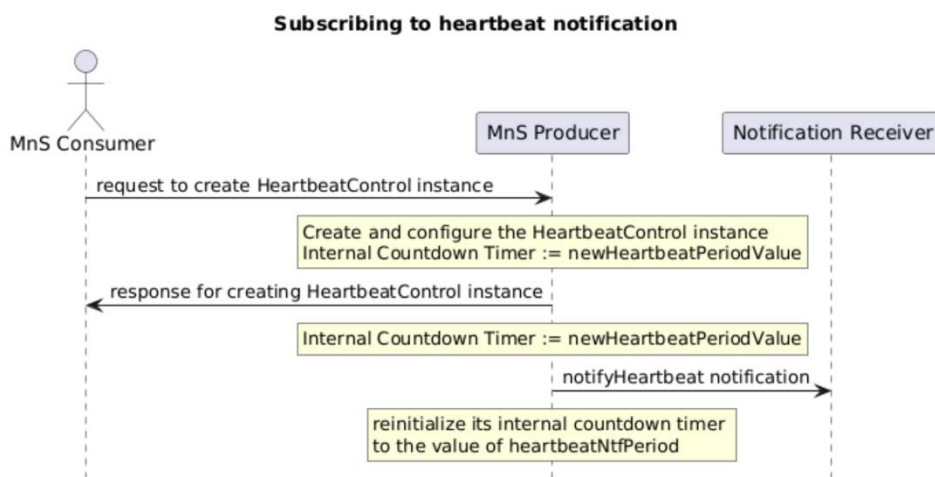 Subscribing to heartbeat notification
MnS Consumer
MnS Producer
Notification Receiver
request to create HeartbeatControl instance
Create and configure the HeartbeatControl instance
Internal Countdown Timer := newHeartbeatPeriodValue
response for creating HeartbeatControl instance
Internal Countdown Timer := newHeartbeatPeriodValue
notifyHeartbeat notification
reinitialize its internal countdown timer
to the value of heartbeatNtfPeriod